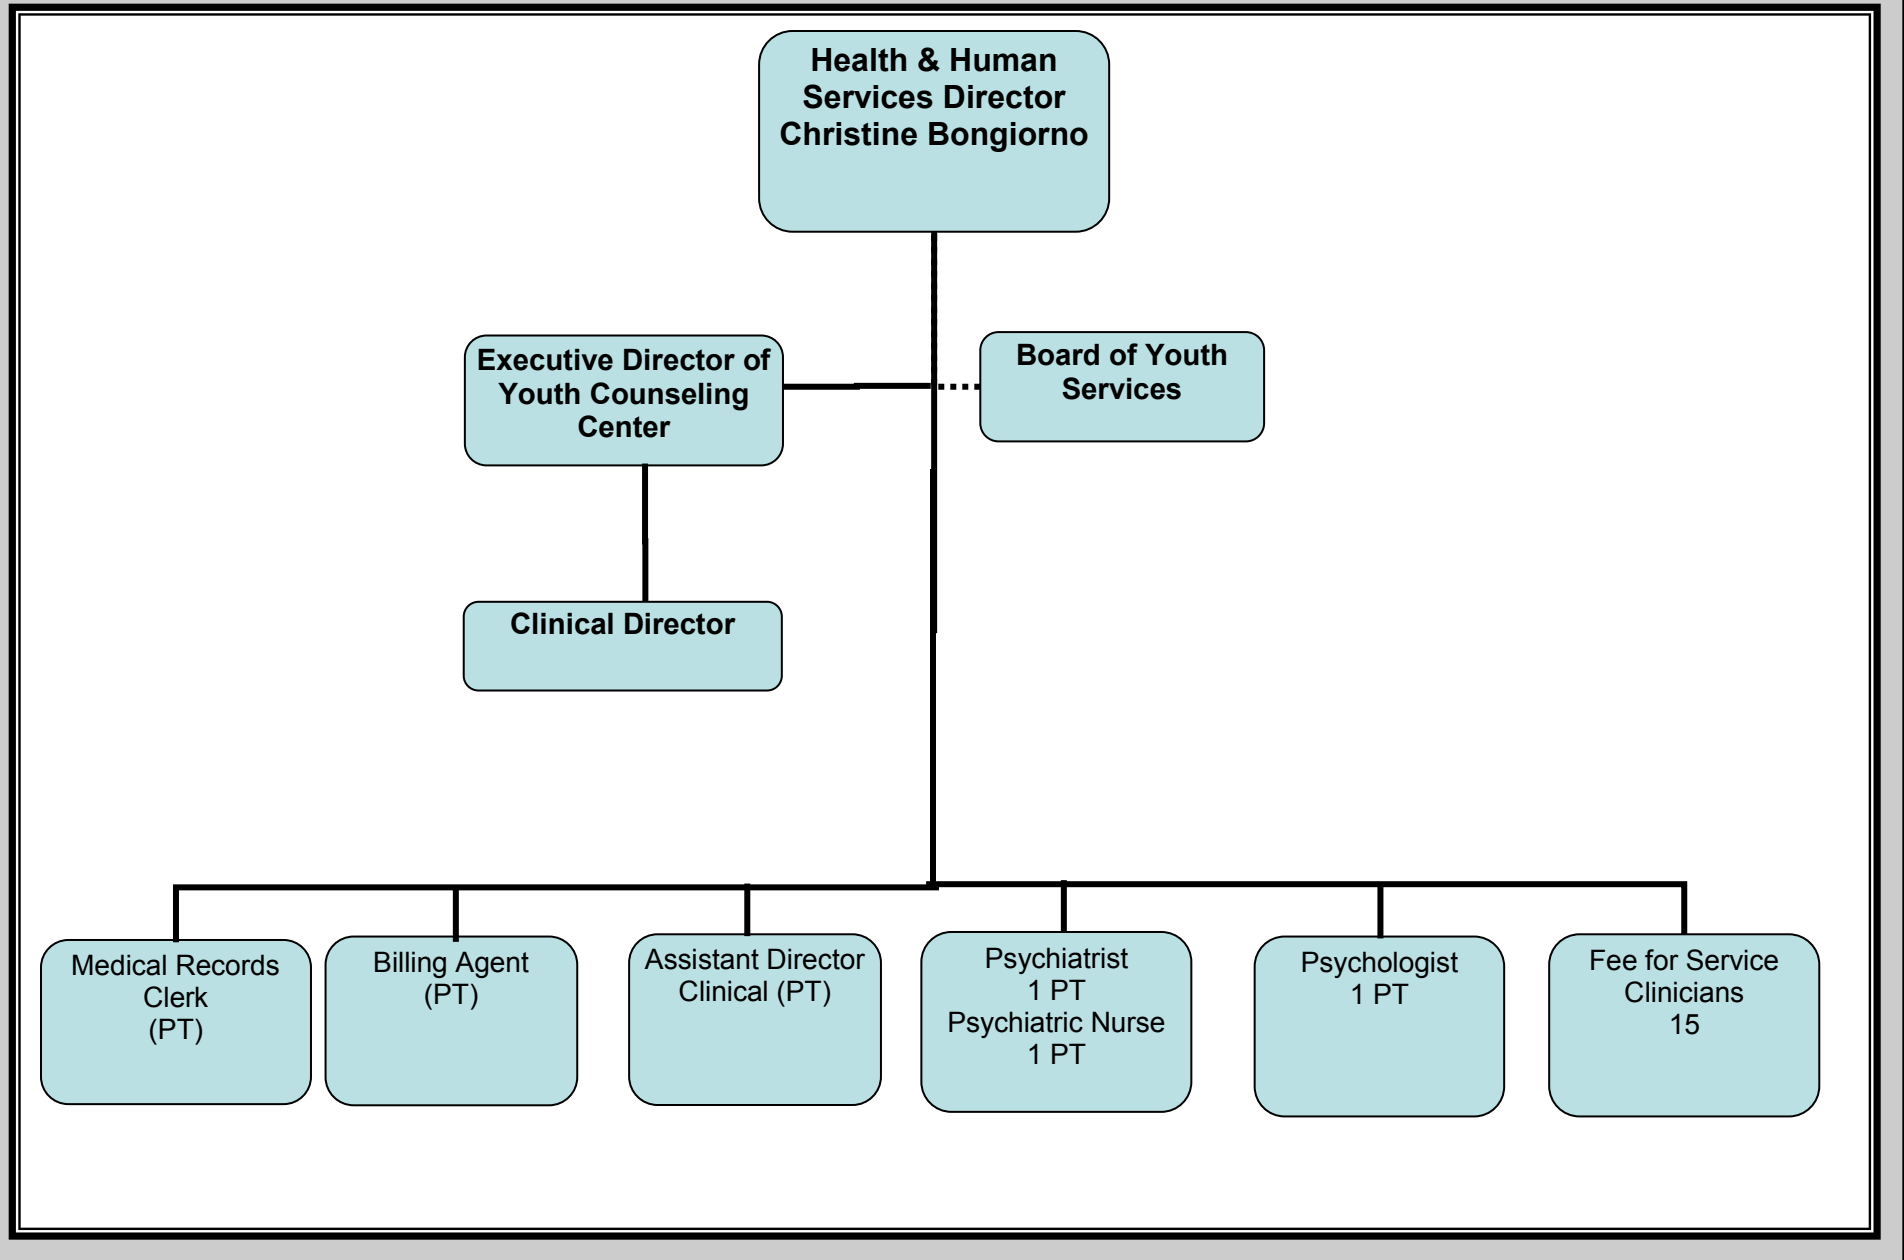 Health & Human
Services Director
Christine Bongiorno
Executive Director of
Youth Counseling
Center
Board of Youth
Services
Clinical Director
Medical Records
Clerk
(PT)
Billing Agent
(PT)
Assistant Director
Clinical (PT)
Psychiatrist
1 PT
Psychiatric Nurse
1 PT
Psychologist
1 PT
Fee for Service
Clinicians
15